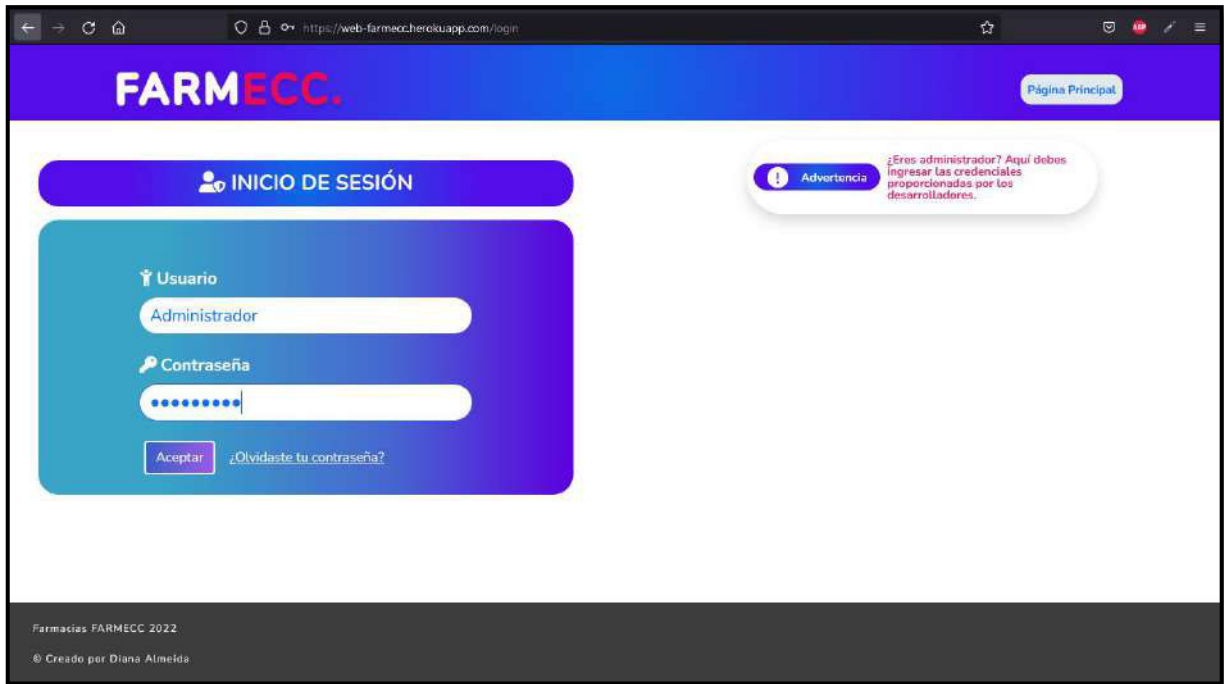 https://web-farmecc.herokuapp.com/login
ABP
FARMECC.
Página Principal
INICIO DE SESIÓN
Advertencia
¿Eres administrador? Aquí debes
ingresar las credenciales
proporcionadas por los
desarrolladores.
Usuario
Administrador
Contraseña
•••••••••
Aceptar
¿Olvidaste tu contraseña?
Farmacias FARMECC 2022
© Creado por Diana Almeida